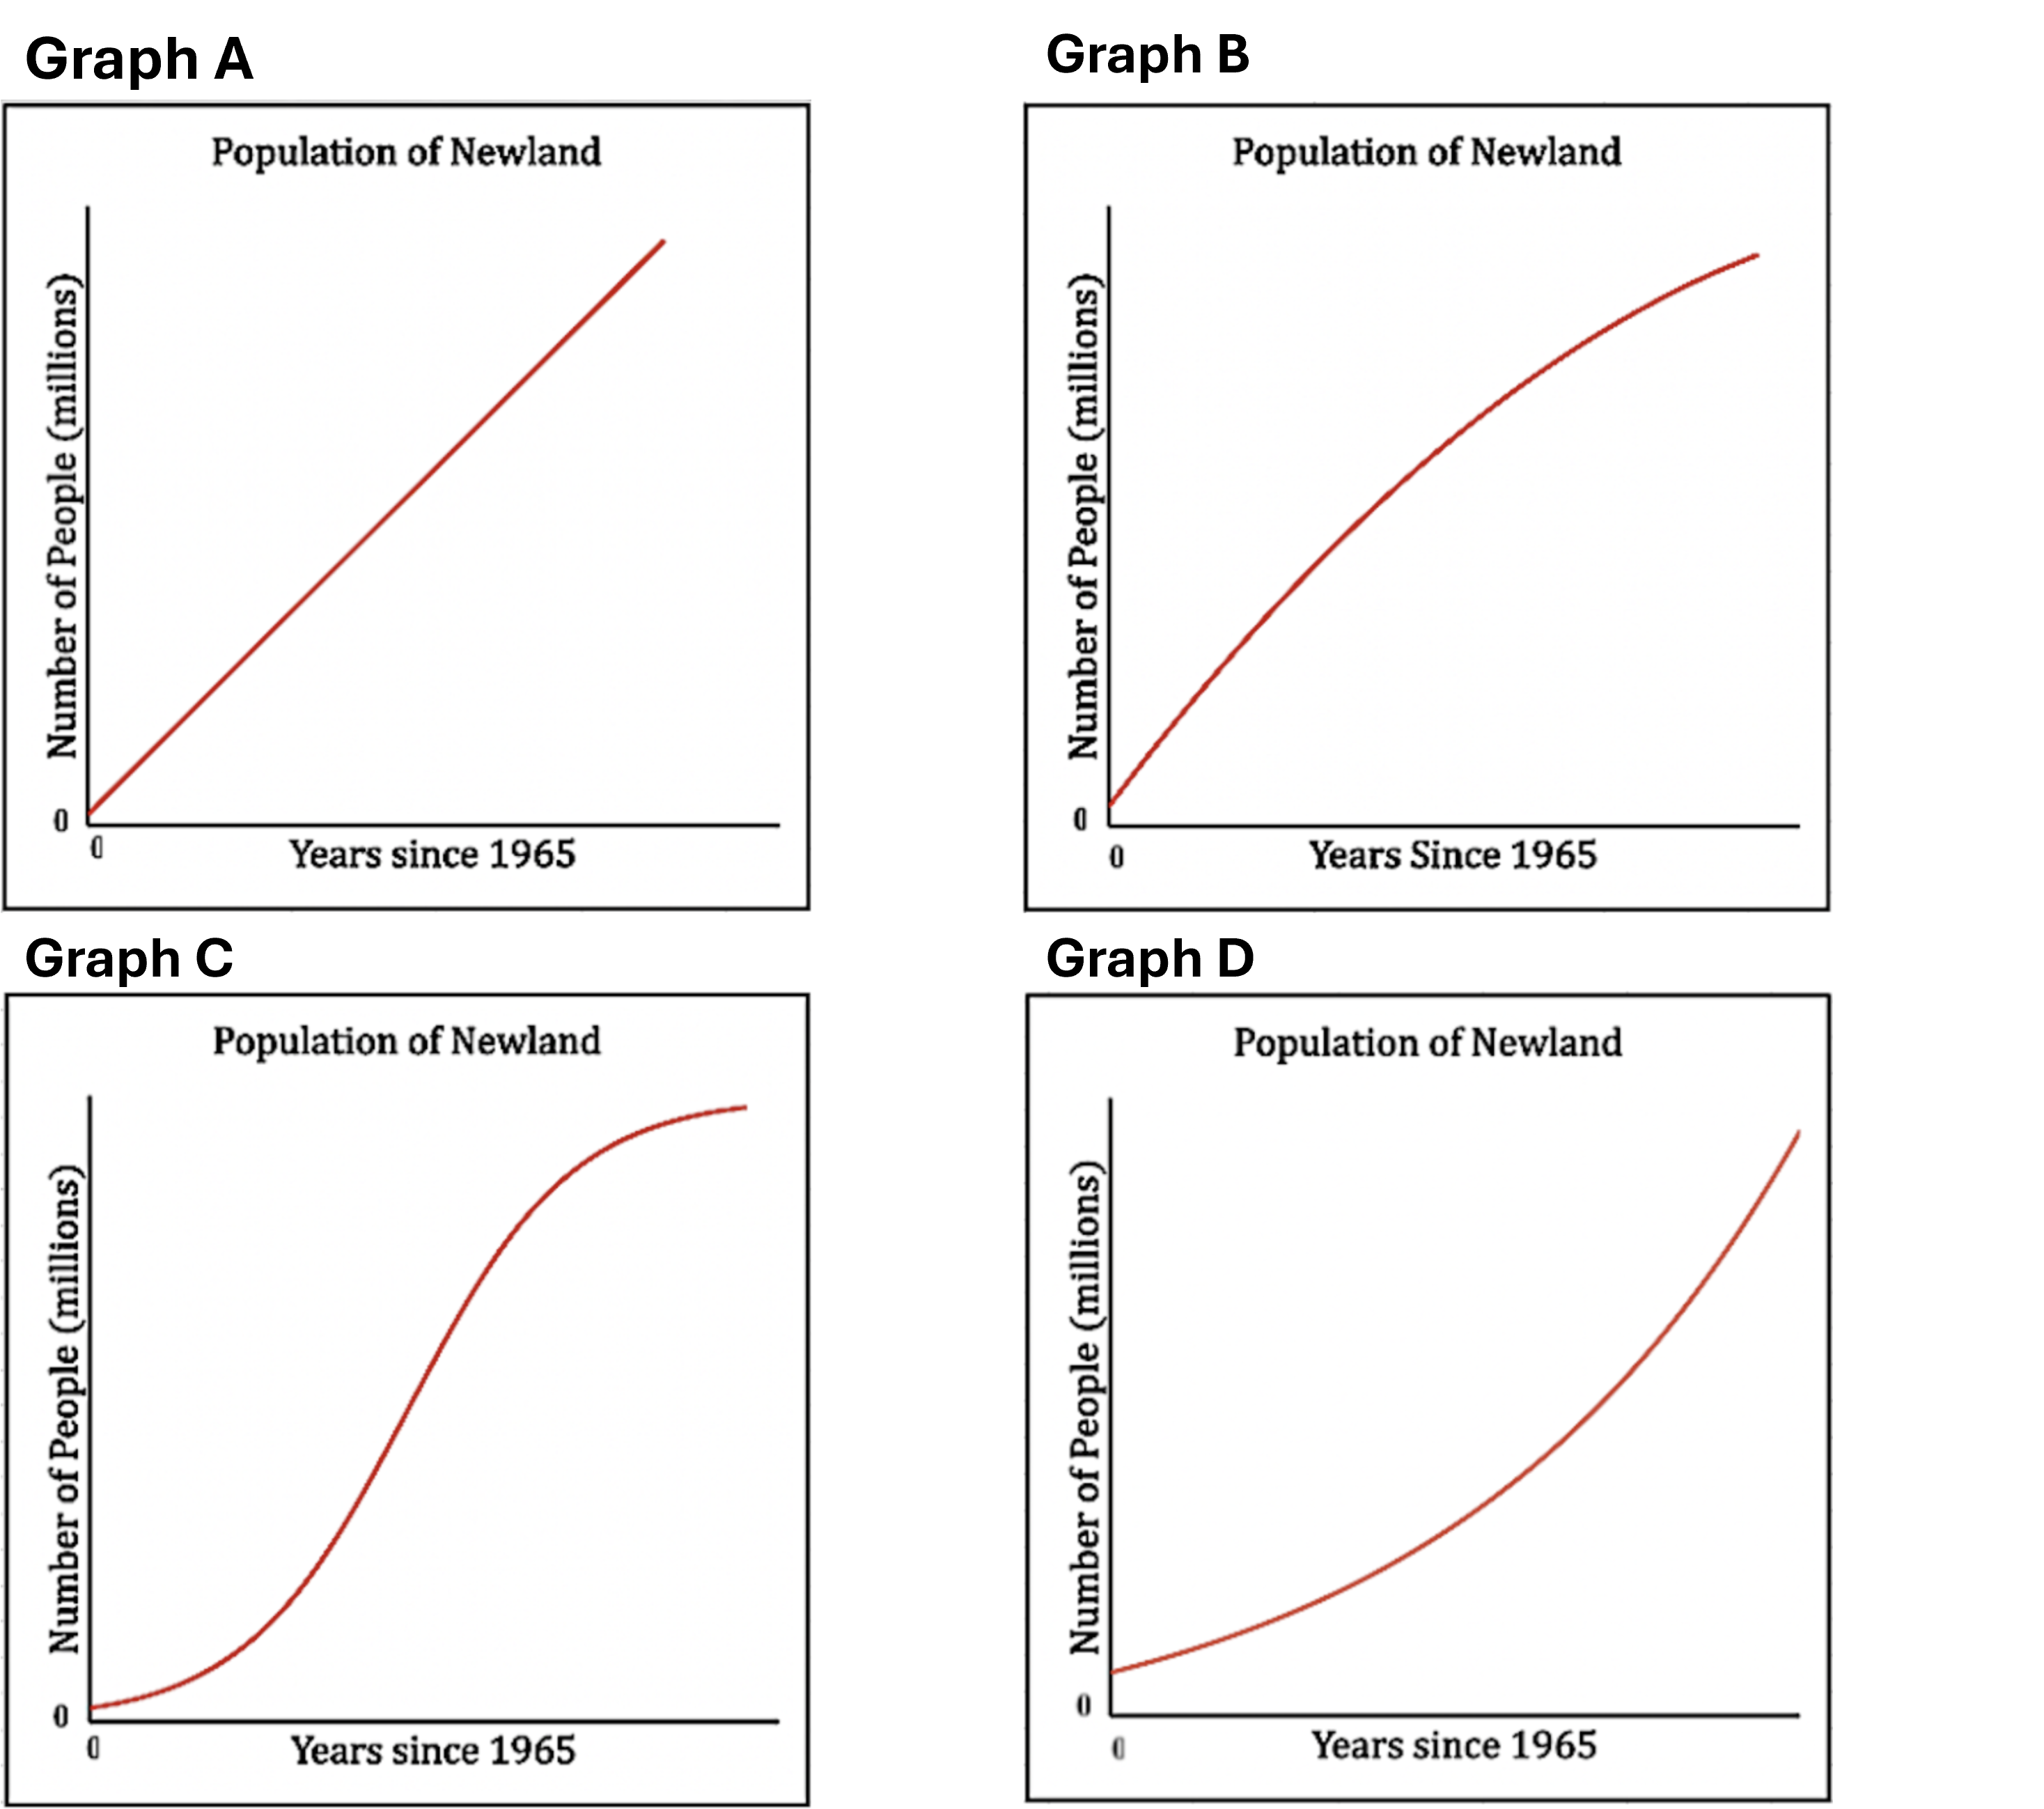 Graph A
Population of Newland
Number of People (millions)
0
0
Years since 1965
Graph B
Population of Newland
Number of People (millions)
0
0
Years Since 1965
Graph C
Population of Newland
Number of People (millions)
0
0
Years since 1965
Graph D
Population of Newland
Number of People (millions)
0
0
Years since 1965